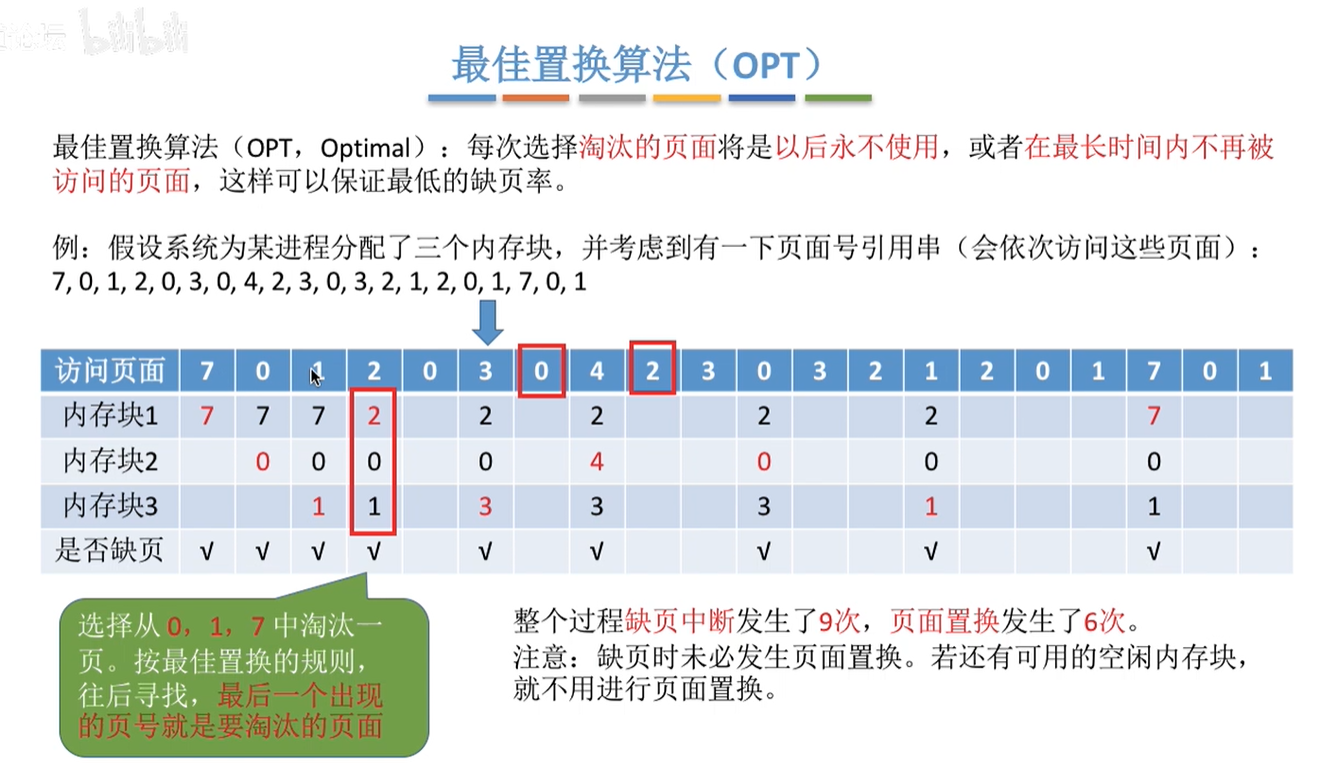 bilibili
最佳置换算法（OPT）
最佳置换算法（OPT，Optimal）：每次选择淘汰的页面将是以后永不使用，或者在最长时间内不再被
访问的页面，这样可以保证最低的缺页率。
例：假设系统为某进程分配了三个内存块，并考虑到有一下页面号引用串（会依次访问这些页面）：
7, 0, 1, 2, 0, 3, 0, 4, 2, 3, 0, 3, 2, 1, 2, 0, 1, 7, 0, 1
访问页面 7 0 1 2 0 3 0 4 2 3 0 3 2 1 2 0 1 7 0 1
内存块1 7 7 7 2 2 2 2 2 7
内存块2 0 0 0 0 4 0 0 0
内存块3 1 1 3 3 3 1 1
是否缺页 √ √ √ √ √ √ √ √ √
选择从 0，1，7 中淘汰一
页。按最佳置换的规则，
往后寻找，最后一个出现
的页号就是要淘汰的页面
整个过程缺页中断发生了9次，页面置换发生了6次。
注意：缺页时未必发生页面置换。若还有可用的空闲内存块，
就不用进行页面置换。